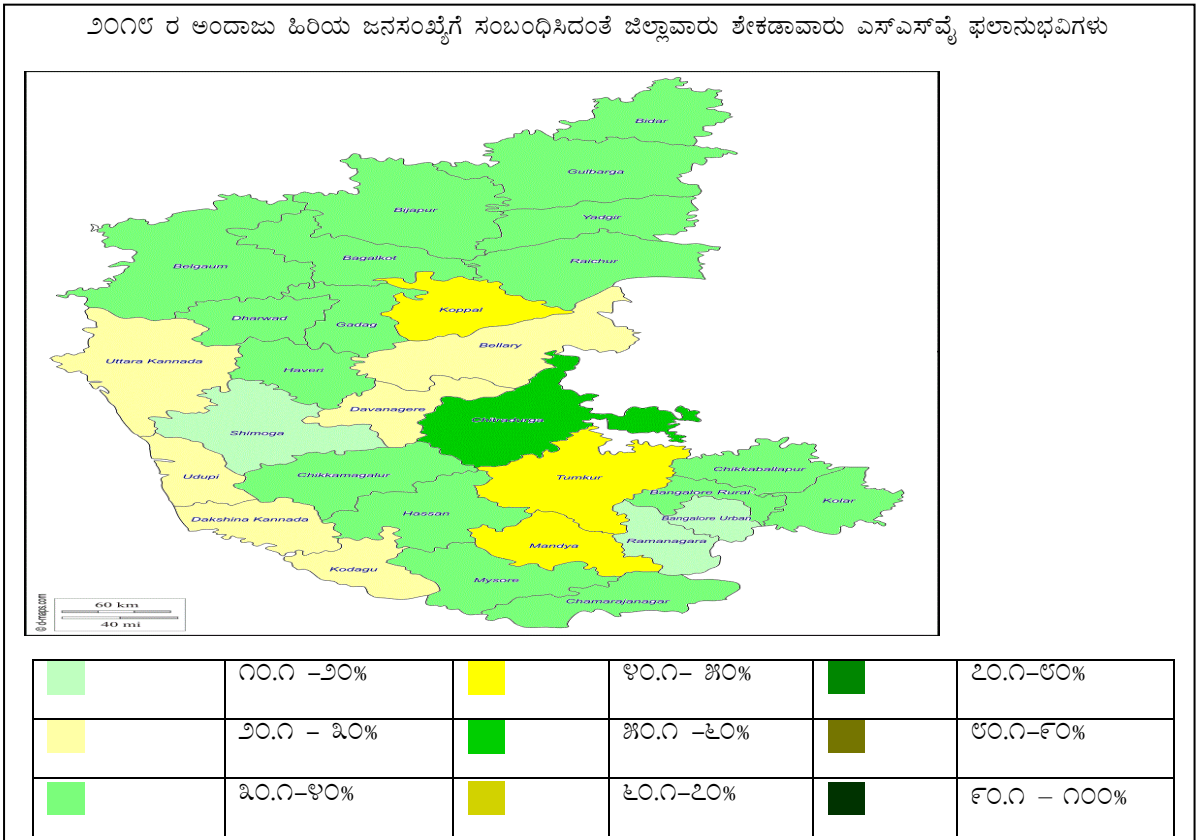 ೨೦೧೮ ರ ಅಂದಾಜು ಹಿರಿಯ ಜನಸಂಖ್ಯೆಗೆ ಸಂಬಂಧಿಸಿದಂತೆ ಜಿಲ್ಲಾವಾರು ಶೇಕಡಾವಾರು ಎಸ್ಎಸ್‌ವೈ ಫಲಾನುಭವಿಗಳು
Bidar
Gulbarga
Bijapur
Yadgir
Belgaum
Bagalkot
Raichur
Dharwad
Gadag
Koppal
Uttara Kannada
Haveri
Bellary
Davanagere
Chitradurga
Shimoga
Udupi
Chikkamagalur
Tumkur
Chikkaballapur
Bangalore Rural
Kolar
Dakshina Kannada
Hassan
Bangalore Urban
Mandya
Ramanagara
Kodagu
Mysore
Chamarajanagar
© d-maps.com
60 km
40 mi
೧೦.೧ –೨೦% ೪೦.೧– ೫೦% ೭೦.೧–೮೦%
೨೦.೧ – ೩೦% ೫೦.೧ –೬೦% ೮೦.೧–೯೦%
೩೦.೧–೪೦% ೬೦.೧–೭೦% ೯೦.೧ – ೧೦೦%